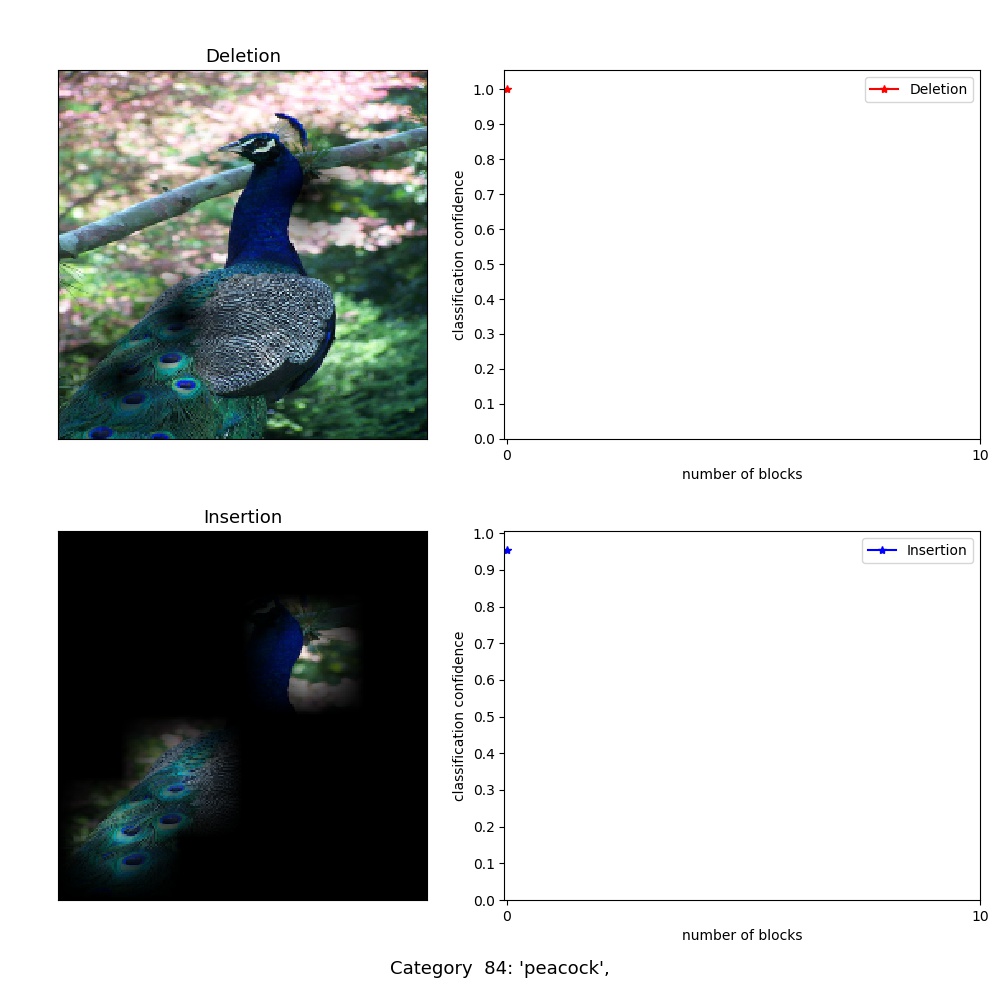 Deletion
1.0
0.9
0.8
0.7
0.6
0.5
0.4
0.3
0.2
0.1
0.0
classification confidence
Deletion
0
10
number of blocks
Insertion
1.0
0.9
0.8
0.7
0.6
0.5
0.4
0.3
0.2
0.1
0.0
classification confidence
Insertion
0
10
number of blocks
Category  84: 'peacock',